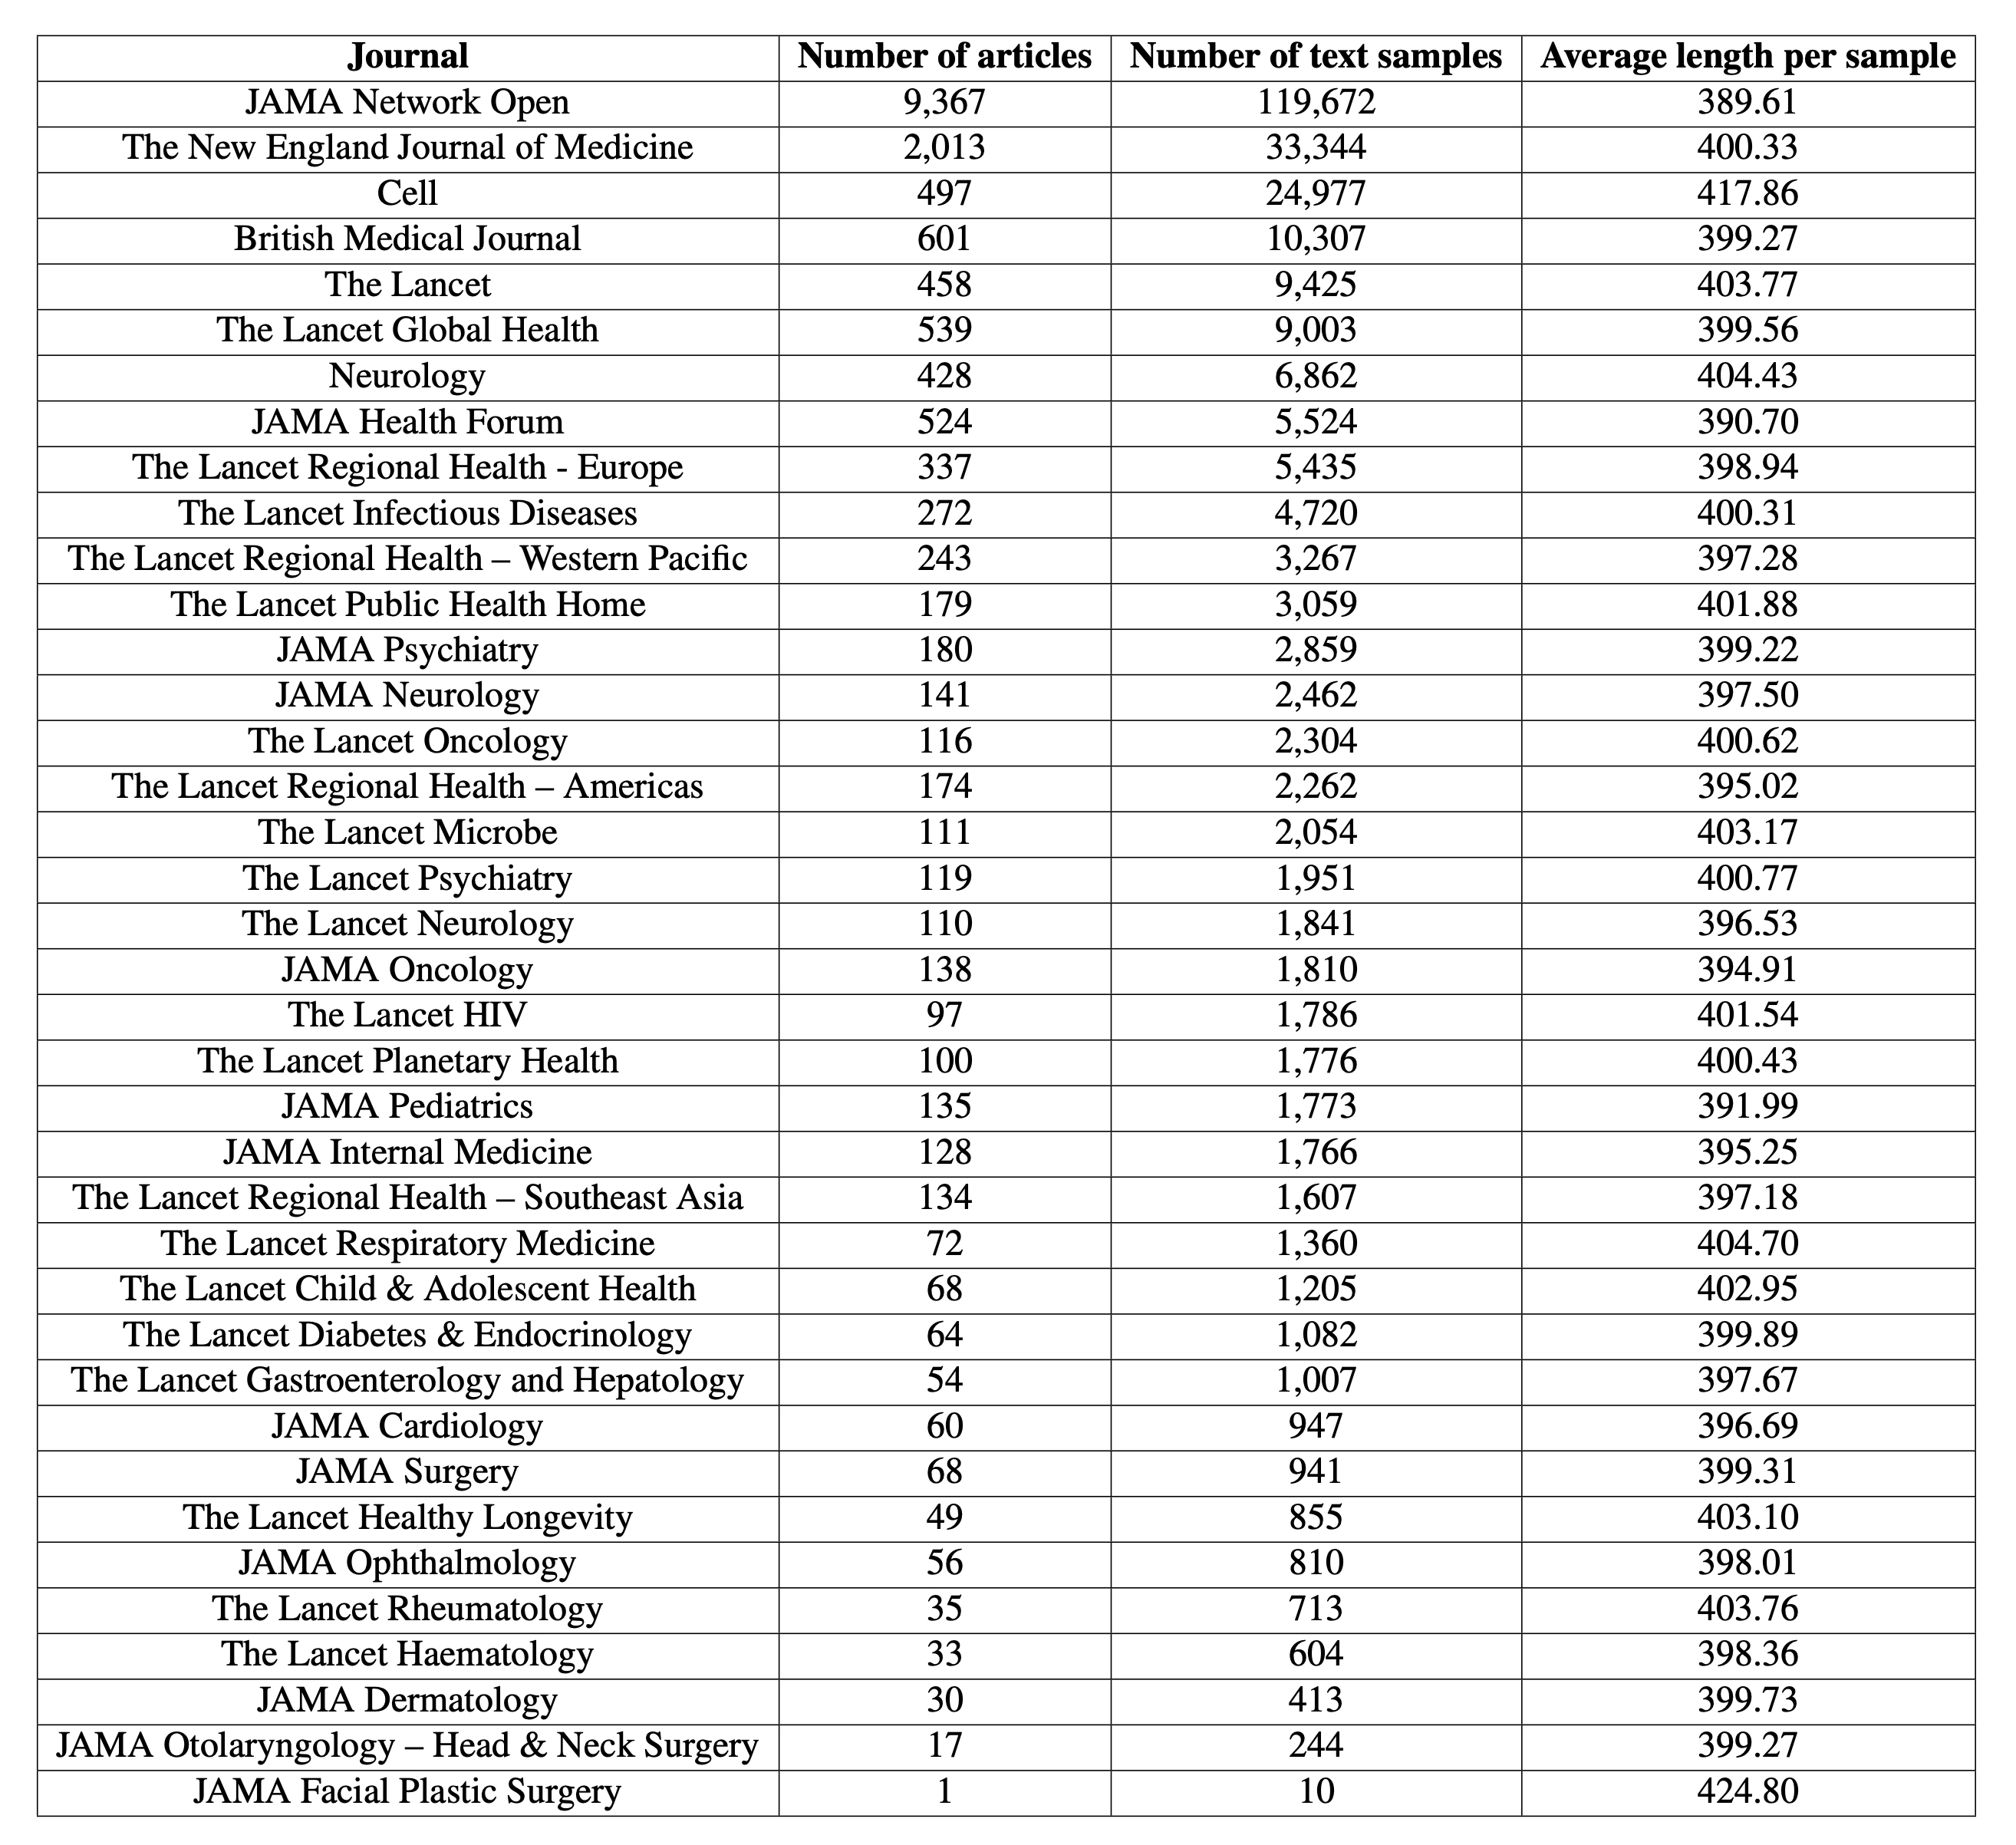 Journal Number of articles Number of text samples Average length per sample
JAMA Network Open 9,367 119,672 389.61
The New England Journal of Medicine 2,013 33,344 400.33
Cell 497 24,977 417.86
British Medical Journal 601 10,307 399.27
The Lancet 458 9,425 403.77
The Lancet Global Health 539 9,003 399.56
Neurology 428 6,862 404.43
JAMA Health Forum 524 5,524 390.70
The Lancet Regional Health - Europe 337 5,435 398.94
The Lancet Infectious Diseases 272 4,720 400.31
The Lancet Regional Health – Western Pacific 243 3,267 397.28
The Lancet Public Health Home 179 3,059 401.88
JAMA Psychiatry 180 2,859 399.22
JAMA Neurology 141 2,462 397.50
The Lancet Oncology 116 2,304 400.62
The Lancet Regional Health – Americas 174 2,262 395.02
The Lancet Microbe 111 2,054 403.17
The Lancet Psychiatry 119 1,951 400.77
The Lancet Neurology 110 1,841 396.53
JAMA Oncology 138 1,810 394.91
The Lancet HIV 97 1,786 401.54
The Lancet Planetary Health 100 1,776 400.43
JAMA Pediatrics 135 1,773 391.99
JAMA Internal Medicine 128 1,766 395.25
The Lancet Regional Health – Southeast Asia 134 1,607 397.18
The Lancet Respiratory Medicine 72 1,360 404.70
The Lancet Child & Adolescent Health 68 1,205 402.95
The Lancet Diabetes & Endocrinology 64 1,082 399.89
The Lancet Gastroenterology and Hepatology 54 1,007 397.67
JAMA Cardiology 60 947 396.69
JAMA Surgery 68 941 399.31
The Lancet Healthy Longevity 49 855 403.10
JAMA Ophthalmology 56 810 398.01
The Lancet Rheumatology 35 713 403.76
The Lancet Haematology 33 604 398.36
JAMA Dermatology 30 413 399.73
JAMA Otolaryngology – Head & Neck Surgery 17 244 399.27
JAMA Facial Plastic Surgery 1 10 424.80